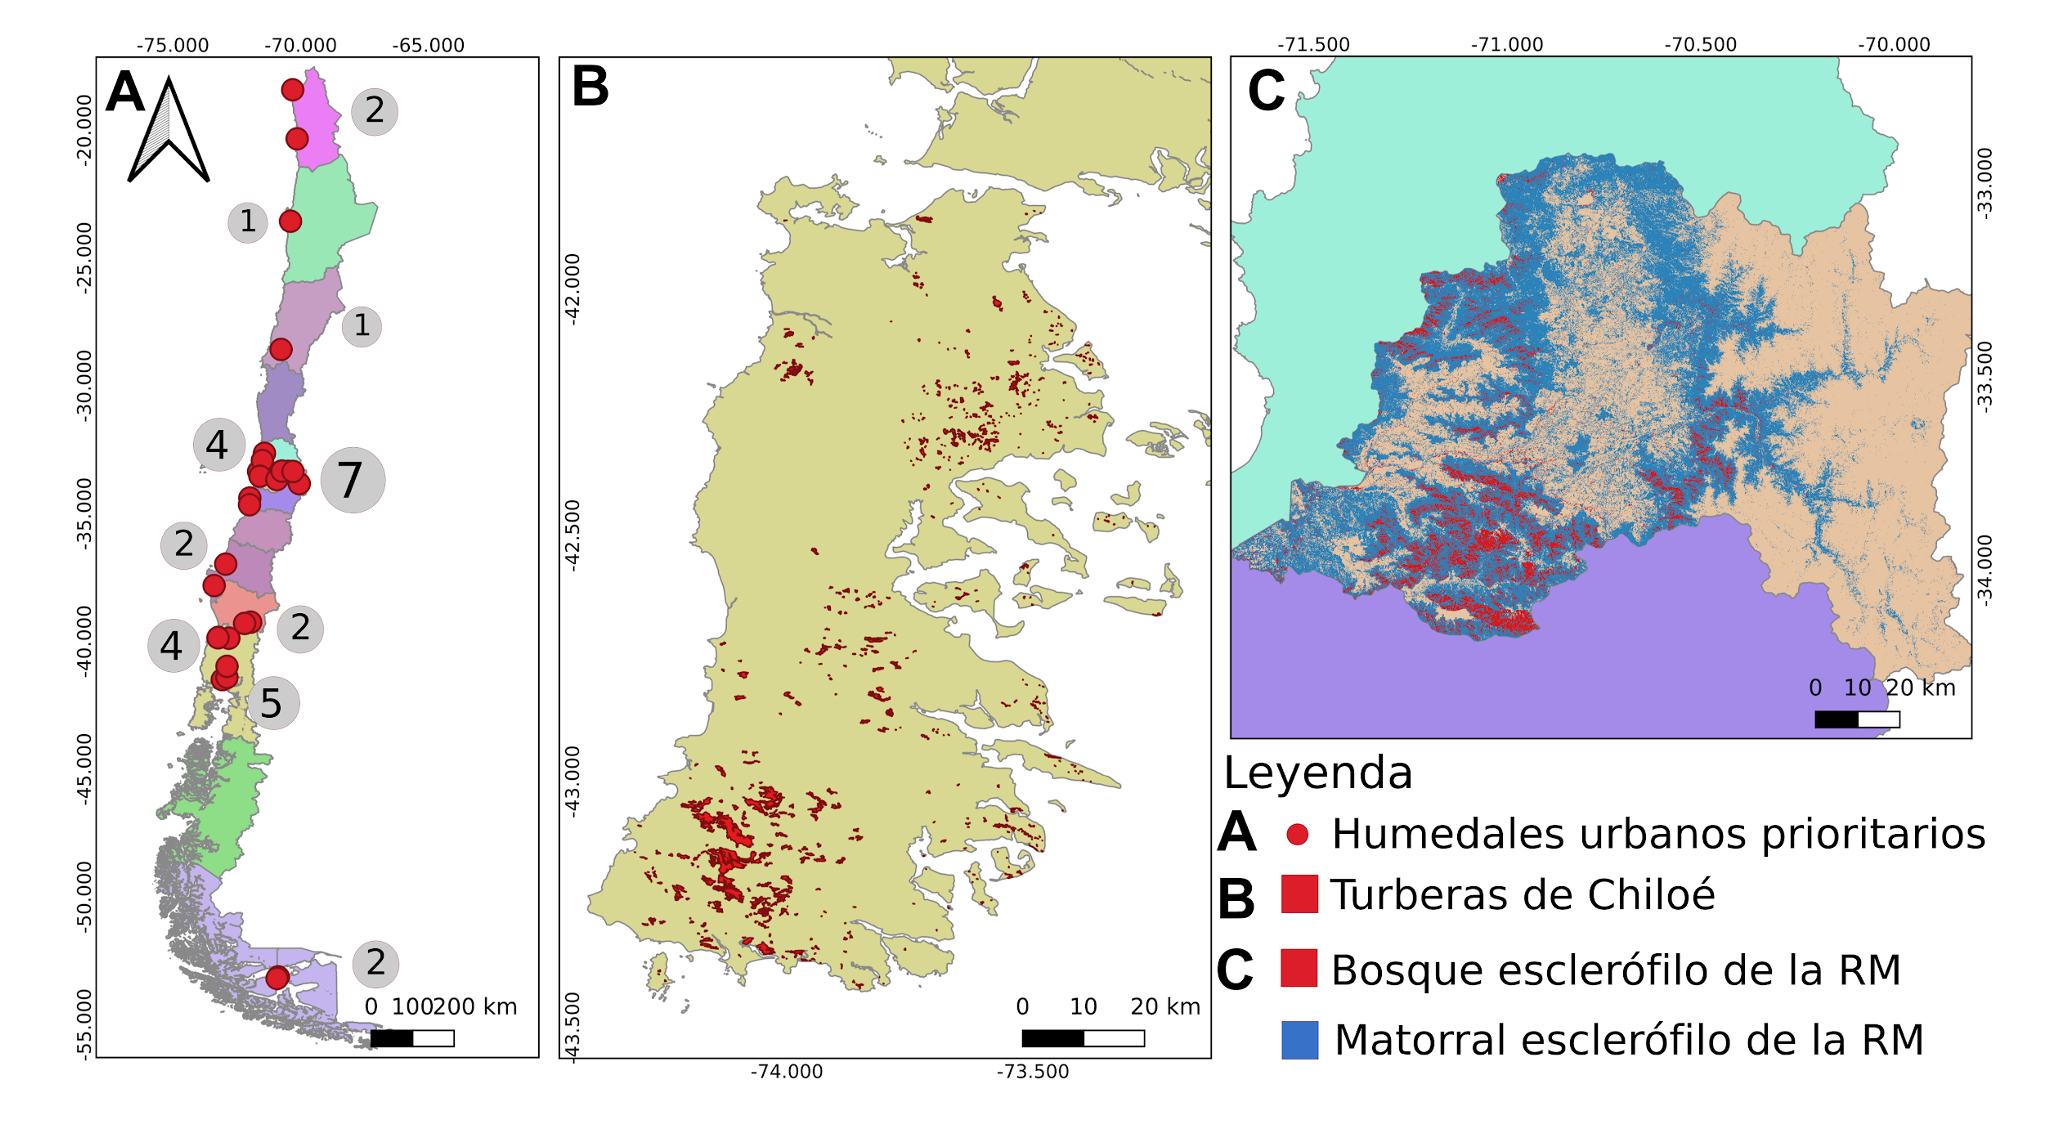 -75.000 -70.000 -65.000
A
-20.000
-25.000
-30.000
-35.000
-40.000
-45.000
-50.000
-55.000
2
1
1
4
7
2
2
4
5
2
0 100200 km
B
-42.000
-42.500
-43.000
-43.500
0 10 20 km
-74.000 -73.500
-71.500 -71.000 -70.500 -70.000
C
-33.000
-33.500
-34.000
0 10 20 km
Leyenda
A Humedales urbanos prioritarios
B Turberas de Chiloé
C Bosque esclerófilo de la RM
Matorral esclerófilo de la RM